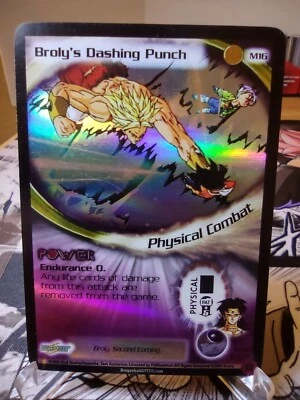 Broly's Dashing Punch
M16
Physical Combat
POWER
Endurance 0.
Any life cards of damage
from this attack are
removed from the game.
PHYSICAL
Broly Second Coming